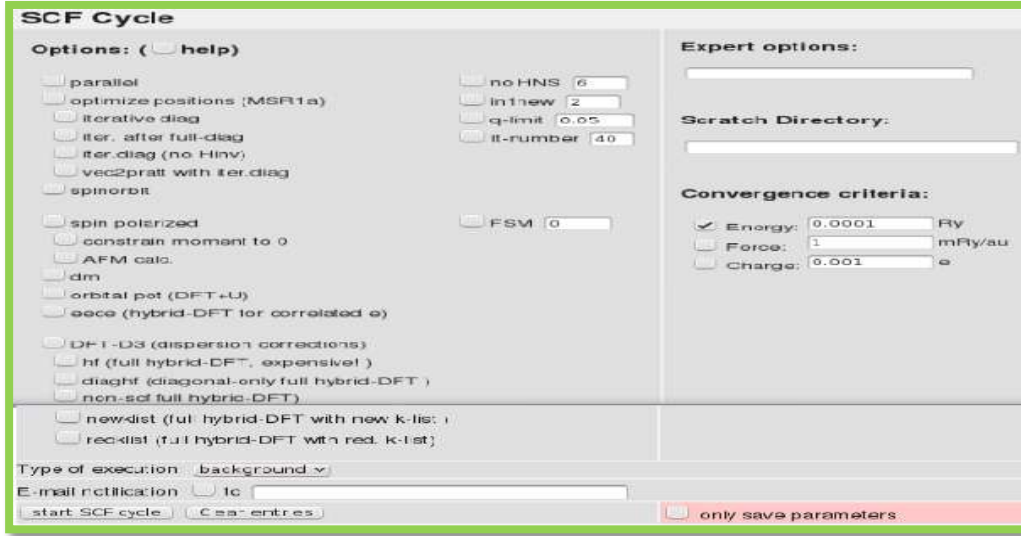 SCF Cycle
Options: ( help)
parallel
optimize positions (MSR1a)
iterative diag
iter. after full-diag
iter.diag (no Hinv)
vec2pratt with iter.diag
spinorbit
no HNS 6
in1new 2
q-limit 0.05
it-number 40
spin polarized
constrain moment to 0
AFM calc.
dm
orbital pot (DFT+U)
eece (hybrid-DFT for correlated e)
FSM 0
DFT-D3 (dispersion corrections)
hf (full hybrid-DFT, expensive! )
diaghf (diagonal-only full hybrid-DFT )
non-scf full hybrid-DFT)
newklist (full hybrid-DFT with new k-list )
redklist (full hybrid-DFT with red. k-list)
Expert options:
Scratch Directory:
Convergence criteria:
Energy: 0.0001 Ry
Force: 1 mRy/au
Charge: 0.001 e
Type of execution background
E-mail notification to
start SCF cycle Clear entries
only save parameters